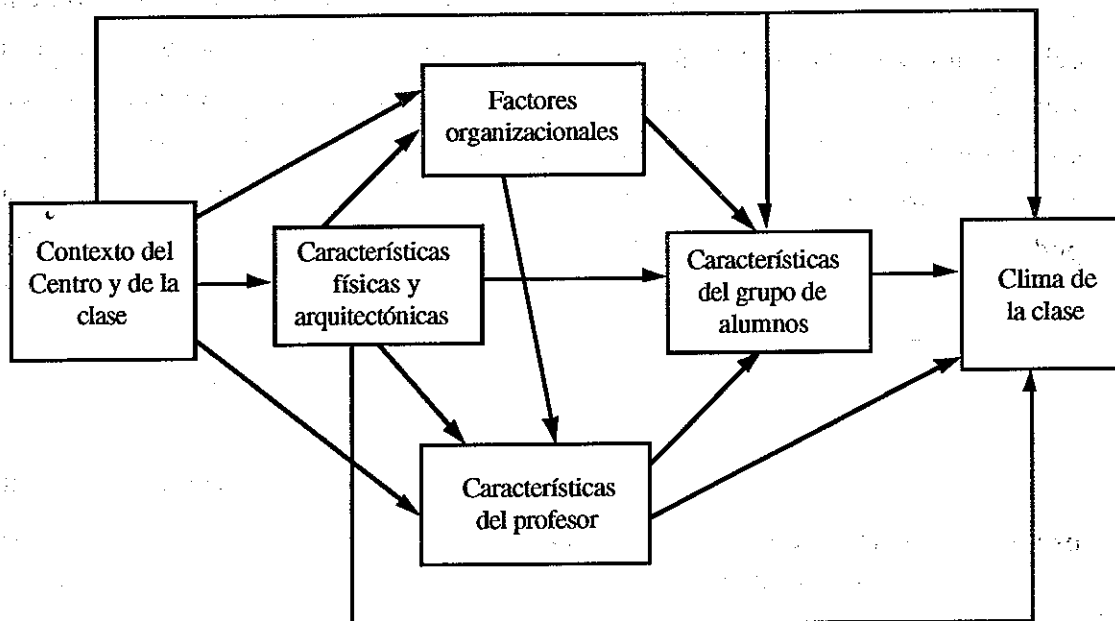 Factores
organizacionales
Contexto del
Centro y de la
clase
Características
físicas y
arquitectónicas
Características
del grupo de
alumnos
Clima de
la clase
Características
del profesor